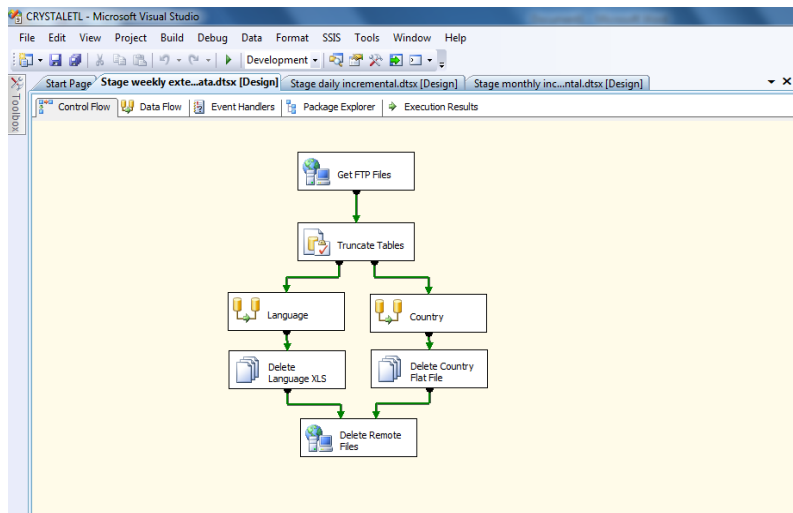 CRYSTALETL - Microsoft Visual Studio
File Edit View Project Build Debug Data Format SSIS Tools Window Help
Development
Start Page Stage weekly exte...ata.dtsx [Design] Stage daily incremental.dtsx [Design] Stage monthly inc...ntal.dtsx [Design]
Toolbox
Control Flow Data Flow Event Handlers Package Explorer Execution Results
Get FTP Files
Truncate Tables
Language
Country
Delete
Language XLS
Delete Country
Flat File
Delete Remote
Files